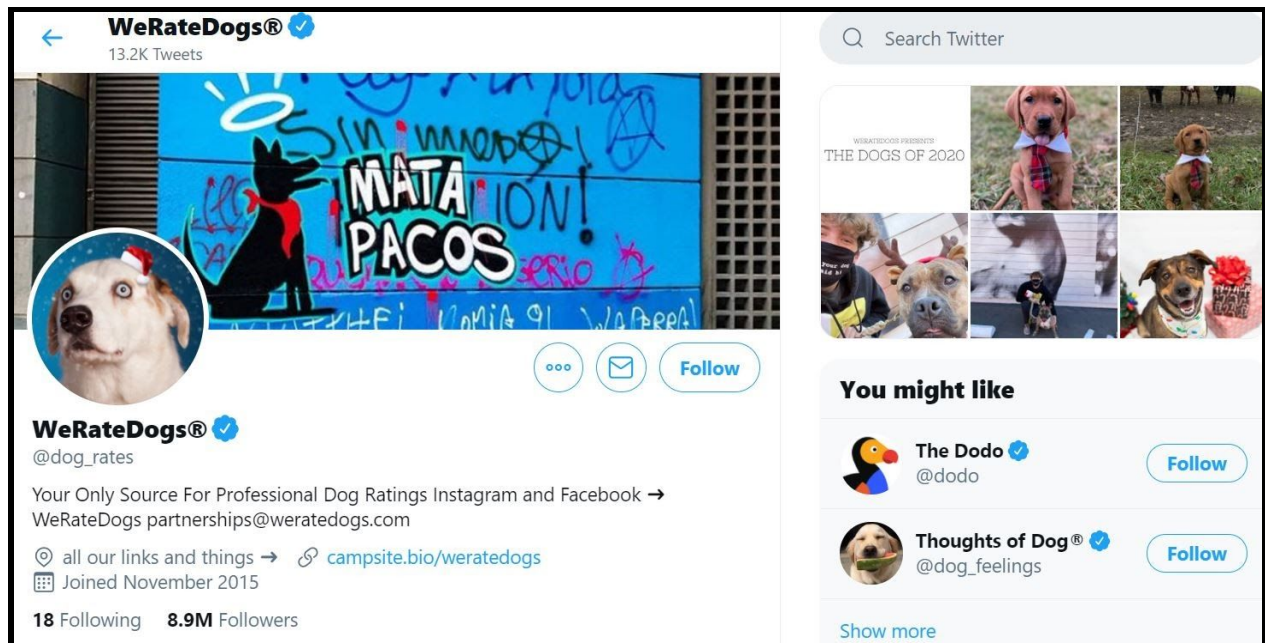 WeRateDogs®
13.2K Tweets
Sin miedo!
MATA
PACOS
ION!
WeRateDogs®
@dog_rates
Your Only Source For Professional Dog Ratings Instagram and Facebook →
WeRateDogs partnerships@weratedogs.com
all our links and things → campsite.bio/weratedogs
Joined November 2015
18 Following 8.9M Followers
Follow
Search Twitter
WERATEDOGS PRESENTS
THE DOGS OF 2020
You might like
The Dodo
@dodo
Follow
Thoughts of Dog®
@dog_feelings
Follow
Show more